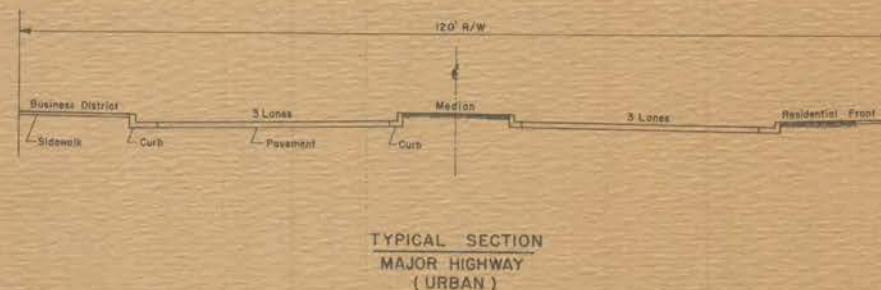 120' R/W
Business District
3 Lanes
Median
3 Lanes
Residential Front
Sidewalk
Curb
Pavement
Curb
TYPICAL SECTION
MAJOR HIGHWAY
(URBAN)